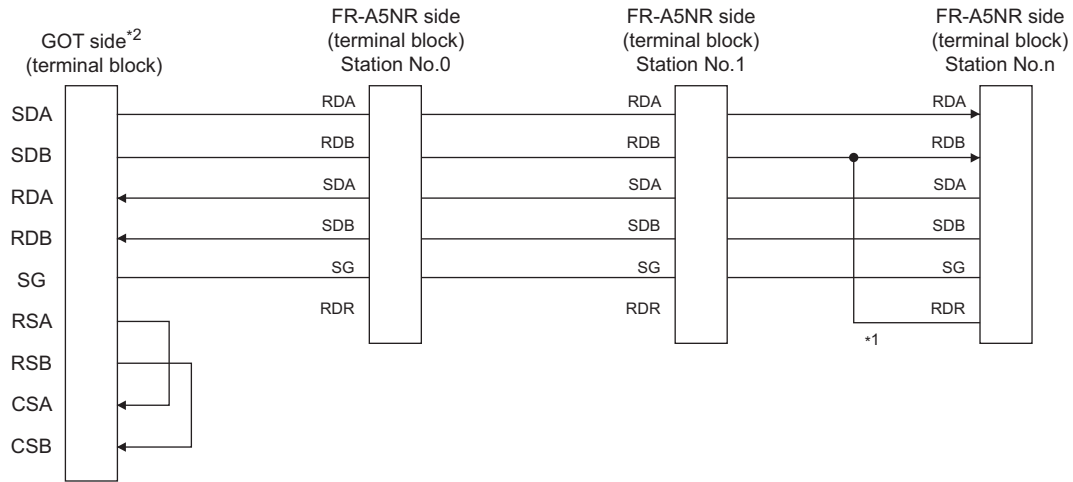 GOT side*2
(terminal block)
FR-A5NR side
(terminal block)
Station No.0
FR-A5NR side
(terminal block)
Station No.1
FR-A5NR side
(terminal block)
Station No.n
SDA
SDB
RDA
RDB
SG
RSA
RSB
CSA
CSB
RDA
RDB
SDA
SDB
SG
RDR
RDA
RDB
SDA
SDB
SG
RDR
RDA
RDB
SDA
SDB
SG
RDR
*1